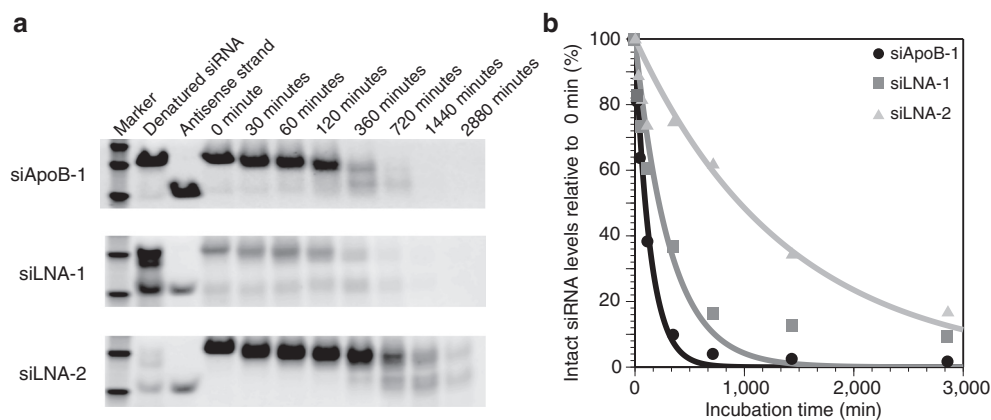 a
Marker
Denatured siRNA
Antisense strand
0 minute
30 minutes
60 minutes
120 minutes
360 minutes
720 minutes
1440 minutes
2880 minutes
siApoB-1
siLNA-1
siLNA-2
b
Intact siRNA levels relative to 0 min (%)
100
80
60
40
20
0
siApoB-1
siLNA-1
siLNA-2
0
1,000
2,000
3,000
Incubation time (min)